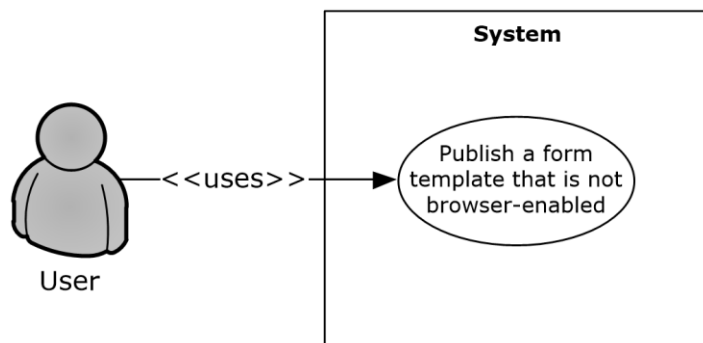 System
Publish a form
template that is not
browser-enabled
<<uses>>
User